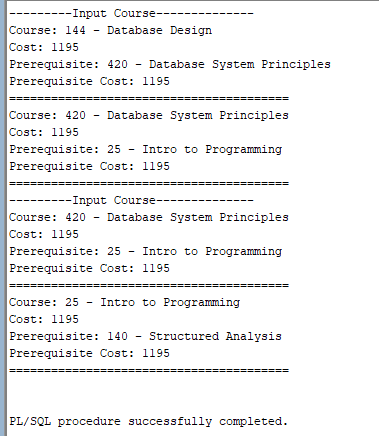 ---------Input Course--------------
Course: 144 - Database Design
Cost: 1195
Prerequisite: 420 - Database System Principles
Prerequisite Cost: 1195
========================================
Course: 420 - Database System Principles
Cost: 1195
Prerequisite: 25 - Intro to Programming
Prerequisite Cost: 1195
========================================
---------Input Course--------------
Course: 420 - Database System Principles
Cost: 1195
Prerequisite: 25 - Intro to Programming
Prerequisite Cost: 1195
========================================
Course: 25 - Intro to Programming
Cost: 1195
Prerequisite: 140 - Structured Analysis
Prerequisite Cost: 1195
========================================
PL/SQL procedure successfully completed.